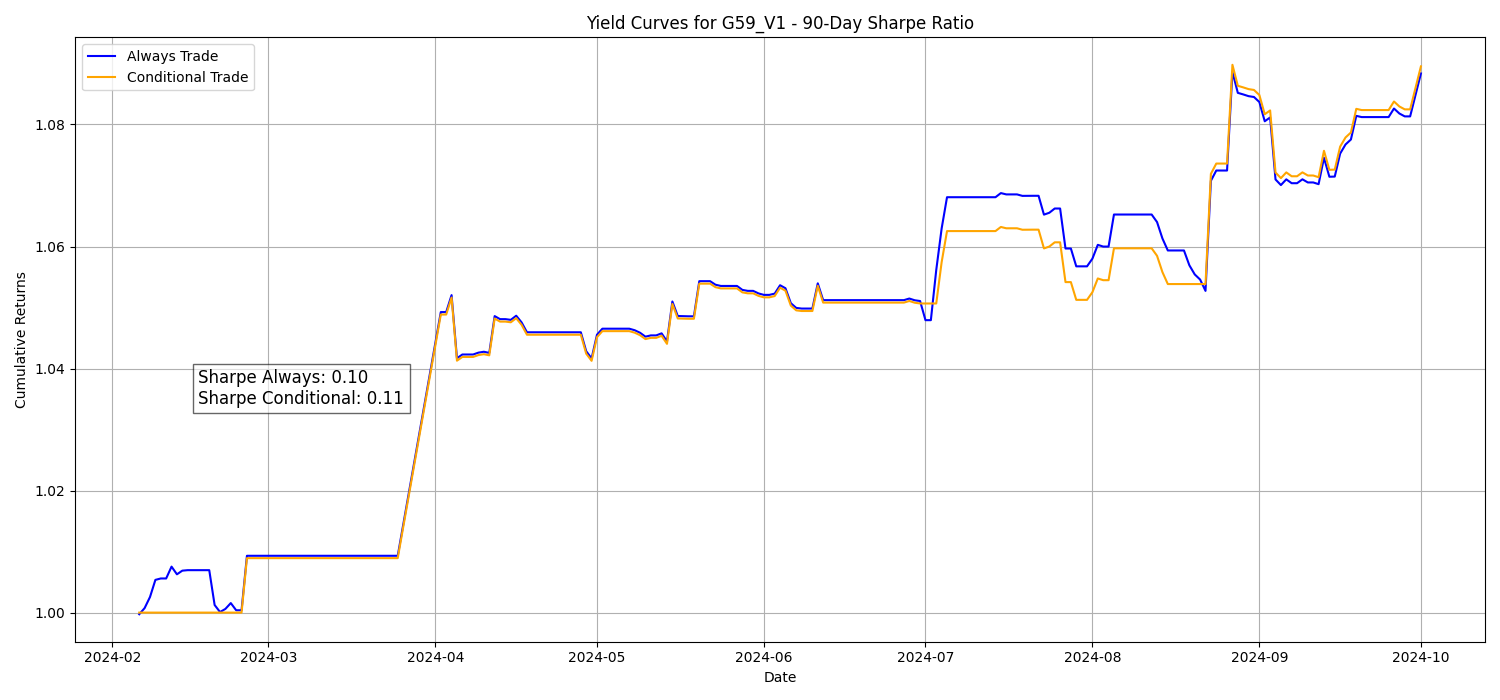 Yield Curves for G59_V1 - 90-Day Sharpe Ratio
Always Trade
Conditional Trade
Cumulative Returns
1.08
1.06
1.04
1.02
1.00
Sharpe Always: 0.10
Sharpe Conditional: 0.11
2024-02
2024-03
2024-04
2024-05
2024-06
2024-07
2024-08
2024-09
2024-10
Date